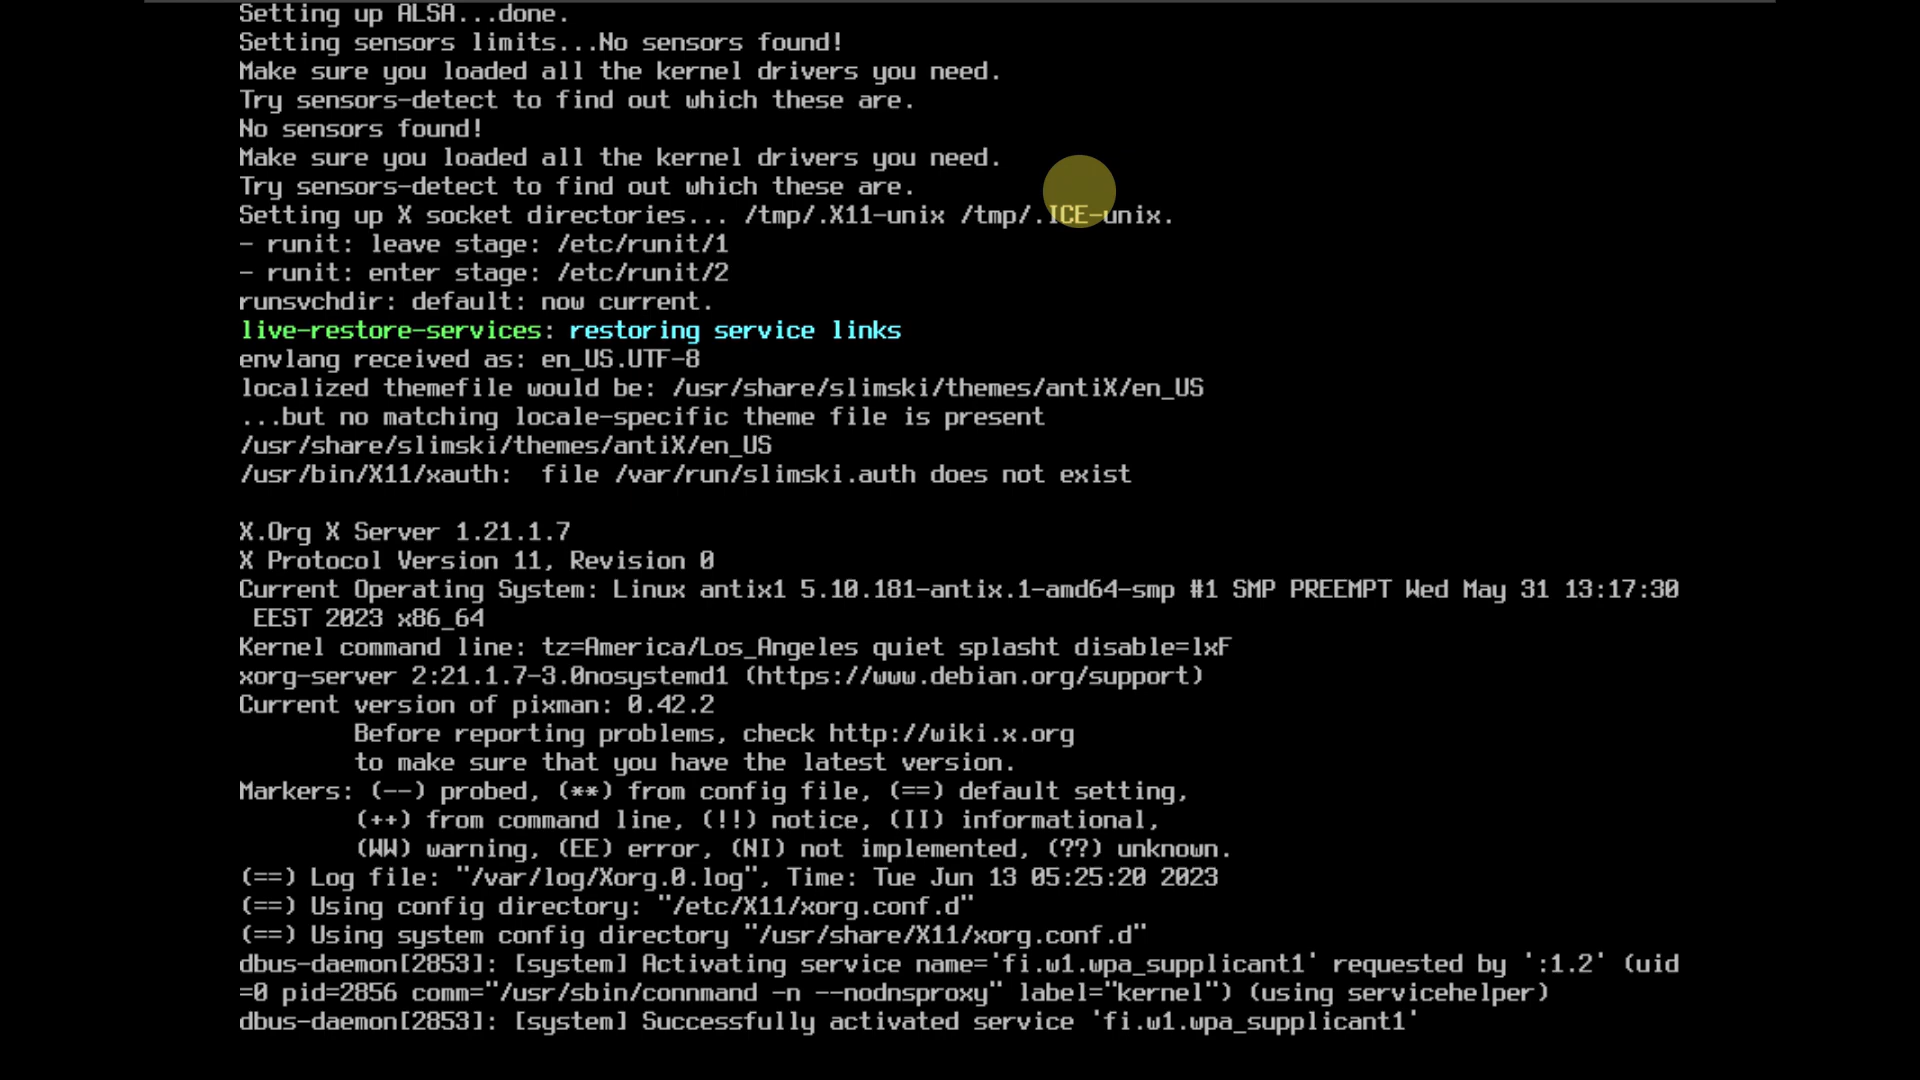 Setting up ALSA...done.
Setting sensors limits...No sensors found!
Make sure you loaded all the kernel drivers you need.
Try sensors-detect to find out which these are.
No sensors found!
Make sure you loaded all the kernel drivers you need.
Try sensors-detect to find out which these are.
Setting up X socket directories... /tmp/.X11-unix /tmp/.ICE-unix.
- runit: leave stage: /etc/runit/1
- runit: enter stage: /etc/runit/2
runsvchdir: default: now current.
live-restore-services: restoring service links
envlang received as: en_US.UTF-8
localized themefile would be: /usr/share/slimski/themes/antiX/en_US
...but no matching locale-specific theme file is present
/usr/share/slimski/themes/antiX/en_US
/usr/bin/X11/xauth:  file /var/run/slimski.auth does not exist
X.Org X Server 1.21.1.7
X Protocol Version 11, Revision 0
Current Operating System: Linux antix1 5.10.181-antix.1-amd64-smp #1 SMP PREEMPT Wed May 31 13:17:30
 EEST 2023 x86_64
Kernel command line: tz=America/Los_Angeles quiet splasht disable=lxF
xorg-server 2:21.1.7-3.0nosystemd1 (https://www.debian.org/support)
Current version of pixman: 0.42.2
        Before reporting problems, check http://wiki.x.org
        to make sure that you have the latest version.
Markers: (--) probed, (**) from config file, (==) default setting,
        (++) from command line, (!!) notice, (II) informational,
        (WW) warning, (EE) error, (NI) not implemented, (??) unknown.
(==) Log file: "/var/log/Xorg.0.log", Time: Tue Jun 13 05:25:20 2023
(==) Using config directory: "/etc/X11/xorg.conf.d"
(==) Using system config directory "/usr/share/X11/xorg.conf.d"
dbus-daemon[2853]: [system] Activating service name='fi.w1.wpa_supplicant1' requested by ':1.2' (uid
=0 pid=2856 comm="/usr/sbin/connmand -n --nodnsproxy" label="kernel") (using servicehelper)
dbus-daemon[2853]: [system] Successfully activated service 'fi.w1.wpa_supplicant1'